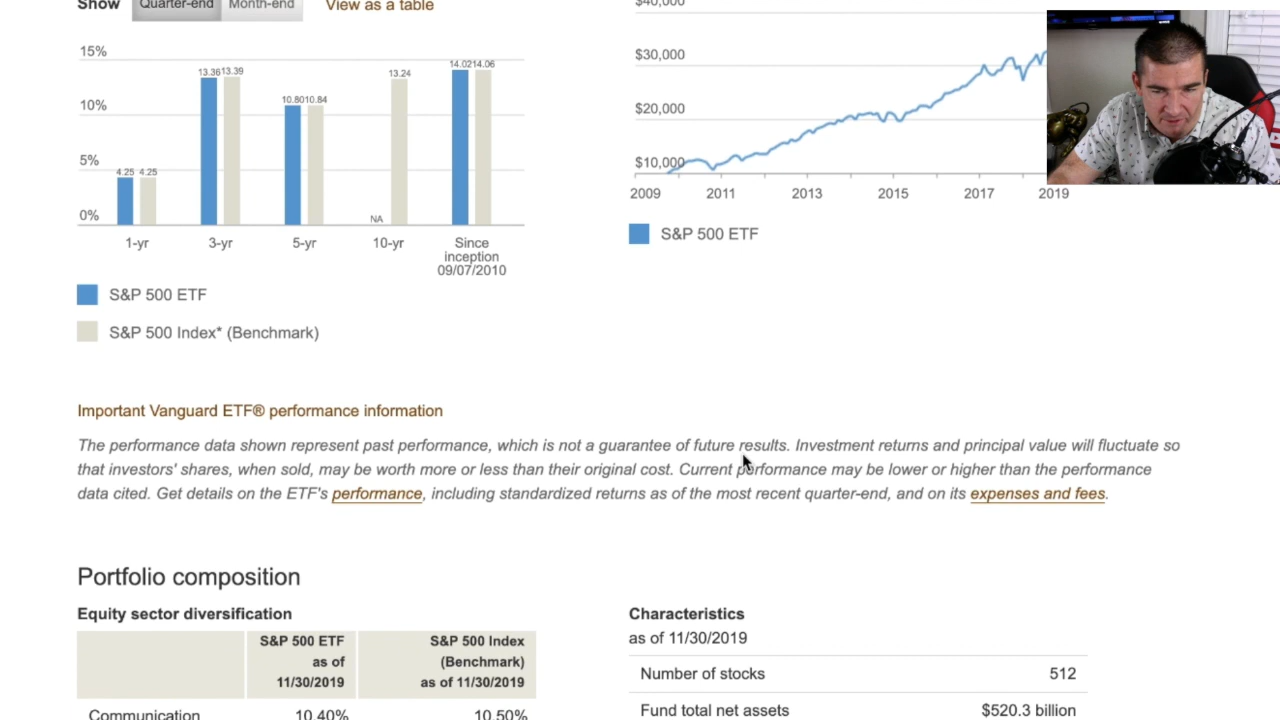 Show Quarter-end Month-end View as a table
15%
10%
5%
0%
4.25 4.25
13.36 13.39
10.80 10.84
NA 13.24
14.02 14.06
1-yr
3-yr
5-yr
10-yr
Since
inception
09/07/2010
S&P 500 ETF
S&P 500 Index* (Benchmark)
$40,000
$30,000
$20,000
$10,000
2009 2011 2013 2015 2017 2019
S&P 500 ETF
Important Vanguard ETF® performance information
The performance data shown represent past performance, which is not a guarantee of future results. Investment returns and principal value will fluctuate so
that investors' shares, when sold, may be worth more or less than their original cost. Current performance may be lower or higher than the performance
data cited. Get details on the ETF's performance, including standardized returns as of the most recent quarter-end, and on its expenses and fees.
Portfolio composition
Equity sector diversification
S&P 500 ETF
as of
11/30/2019
S&P 500 Index
(Benchmark)
as of 11/30/2019
Communication 10.40% 10.50%
Characteristics
as of 11/30/2019
Number of stocks 512
Fund total net assets $520.3 billion